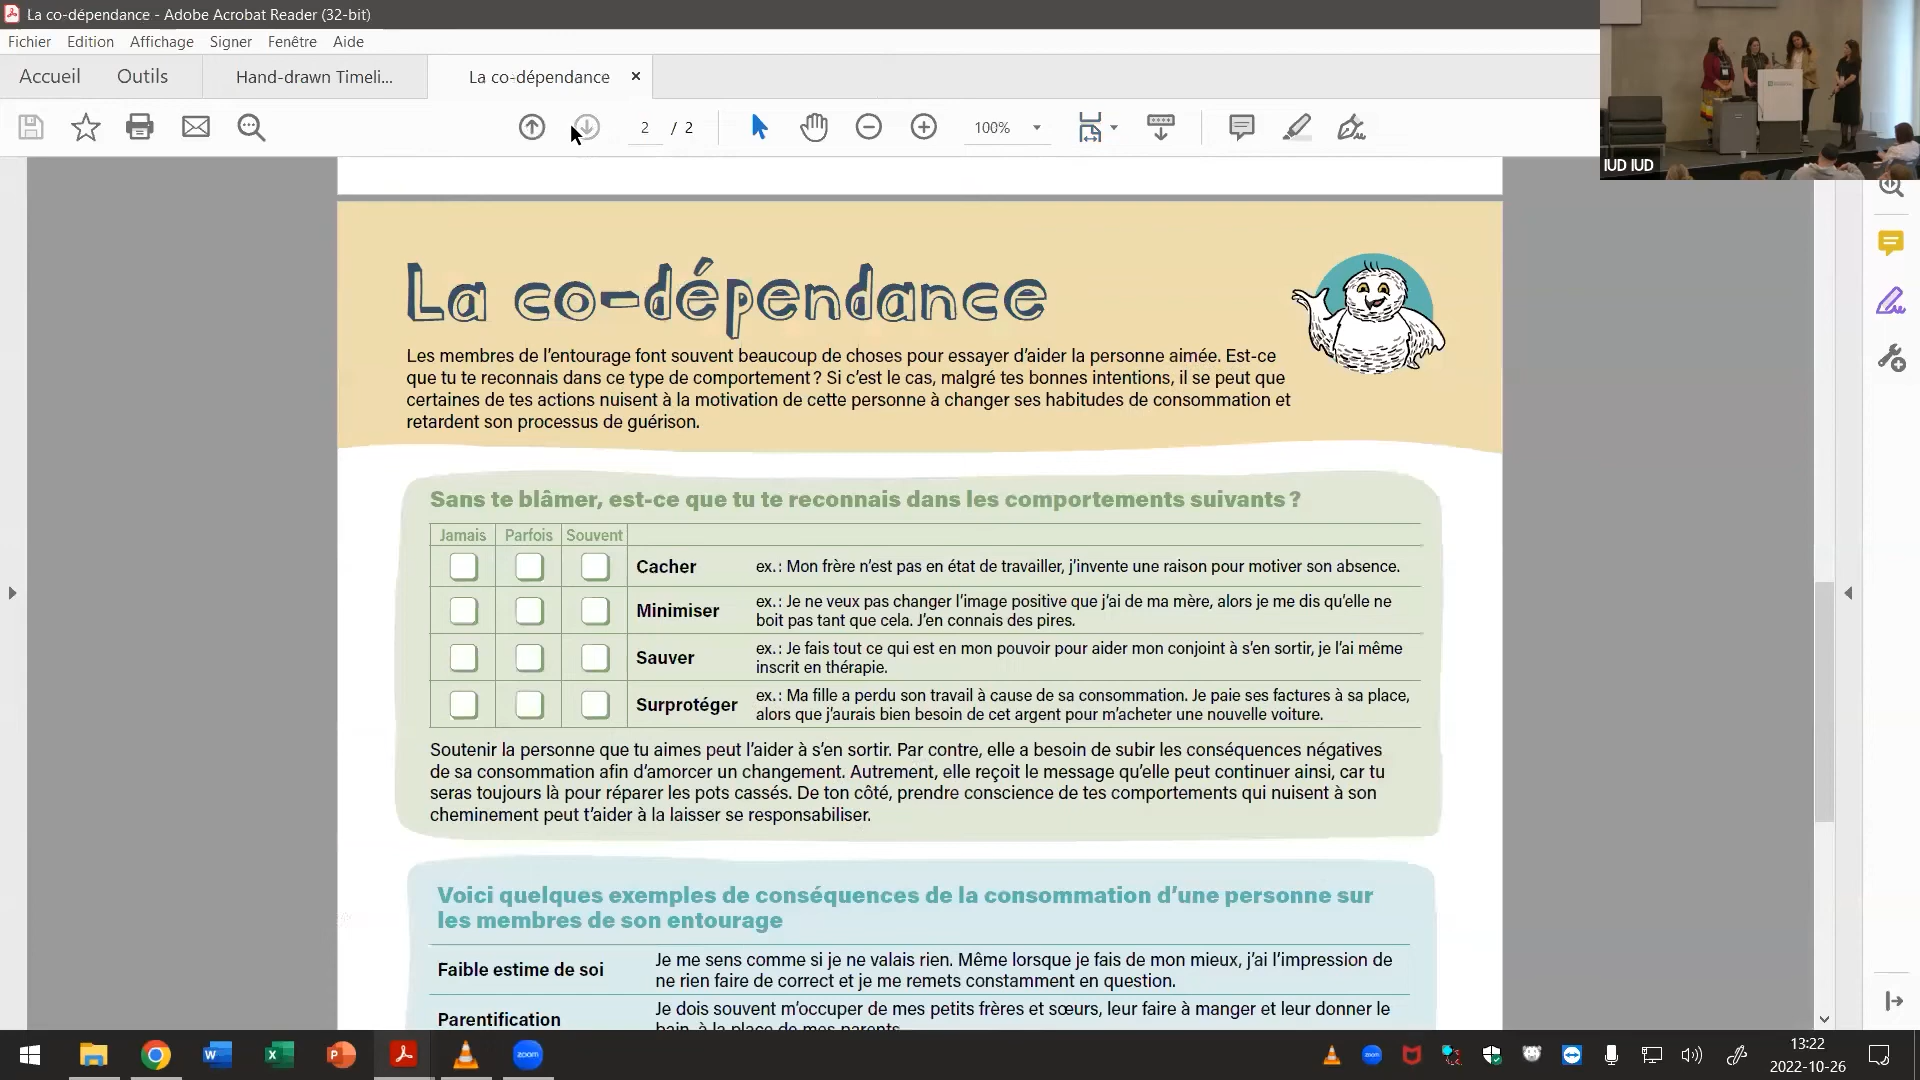 La co-dépendance - Adobe Acrobat Reader (32-bit)
Fichier Edition Affichage Signer Fenêtre Aide
Accueil Outils Hand-drawn Timeli... La co-dépendance ×
2 / 2 100%
IUD IUD
La co-dépendance
Les membres de l'entourage font souvent beaucoup de choses pour essayer d'aider la personne aimée. Est-ce
que tu te reconnais dans ce type de comportement ? Si c'est le cas, malgré tes bonnes intentions, il se peut que
certaines de tes actions nuisent à la motivation de cette personne à changer ses habitudes de consommation et
retardent son processus de guérison.
Sans te blâmer, est-ce que tu te reconnais dans les comportements suivants ?
Jamais Parfois Souvent
Cacher ex. : Mon frère n'est pas en état de travailler, j'invente une raison pour motiver son absence.
Minimiser ex. : Je ne veux pas changer l'image positive que j'ai de ma mère, alors je me dis qu'elle ne
boit pas tant que cela. J'en connais des pires.
Sauver ex. : Je fais tout ce qui est en mon pouvoir pour aider mon conjoint à s'en sortir, je l'ai même
inscrit en thérapie.
Surprotéger ex. : Ma fille a perdu son travail à cause de sa consommation. Je paie ses factures à sa place,
alors que j'aurais bien besoin de cet argent pour m'acheter une nouvelle voiture.
Soutenir la personne que tu aimes peut l'aider à s'en sortir. Par contre, elle a besoin de subir les conséquences négatives
de sa consommation afin d'amorcer un changement. Autrement, elle reçoit le message qu'elle peut continuer ainsi, car tu
seras toujours là pour réparer les pots cassés. De ton côté, prendre conscience de tes comportements qui nuisent à son
cheminement peut t'aider à la laisser se responsabiliser.
Voici quelques exemples de conséquences de la consommation d'une personne sur
les membres de son entourage
Faible estime de soi Je me sens comme si je ne valais rien. Même lorsque je fais de mon mieux, j'ai l'impression de
ne rien faire de correct et je me remets constamment en question.
Parentification Je dois souvent m'occuper de mes petits frères et sœurs, leur faire à manger et leur donner le
bain, à la place de mes parents.
zoom
13:22
2022-10-26